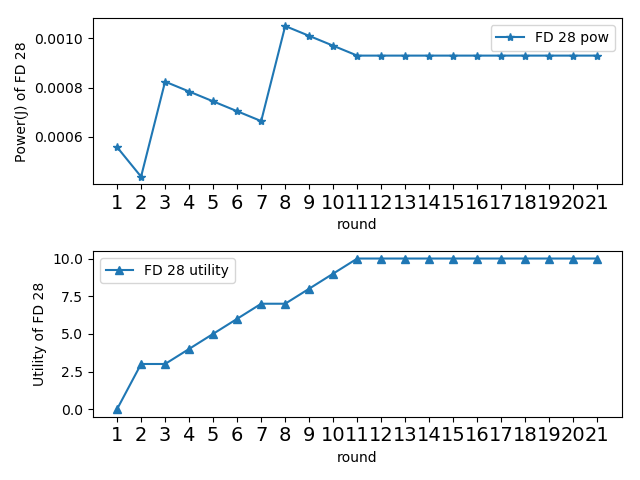 Power(J) of FD 28
0.0010
0.0008
0.0006
FD 28 pow
1 2 3 4 5 6 7 8 9 10 11 12 13 14 15 16 17 18 19 20 21
round
Utility of FD 28
10.0
7.5
5.0
2.5
0.0
FD 28 utility
1 2 3 4 5 6 7 8 9 10 11 12 13 14 15 16 17 18 19 20 21
round